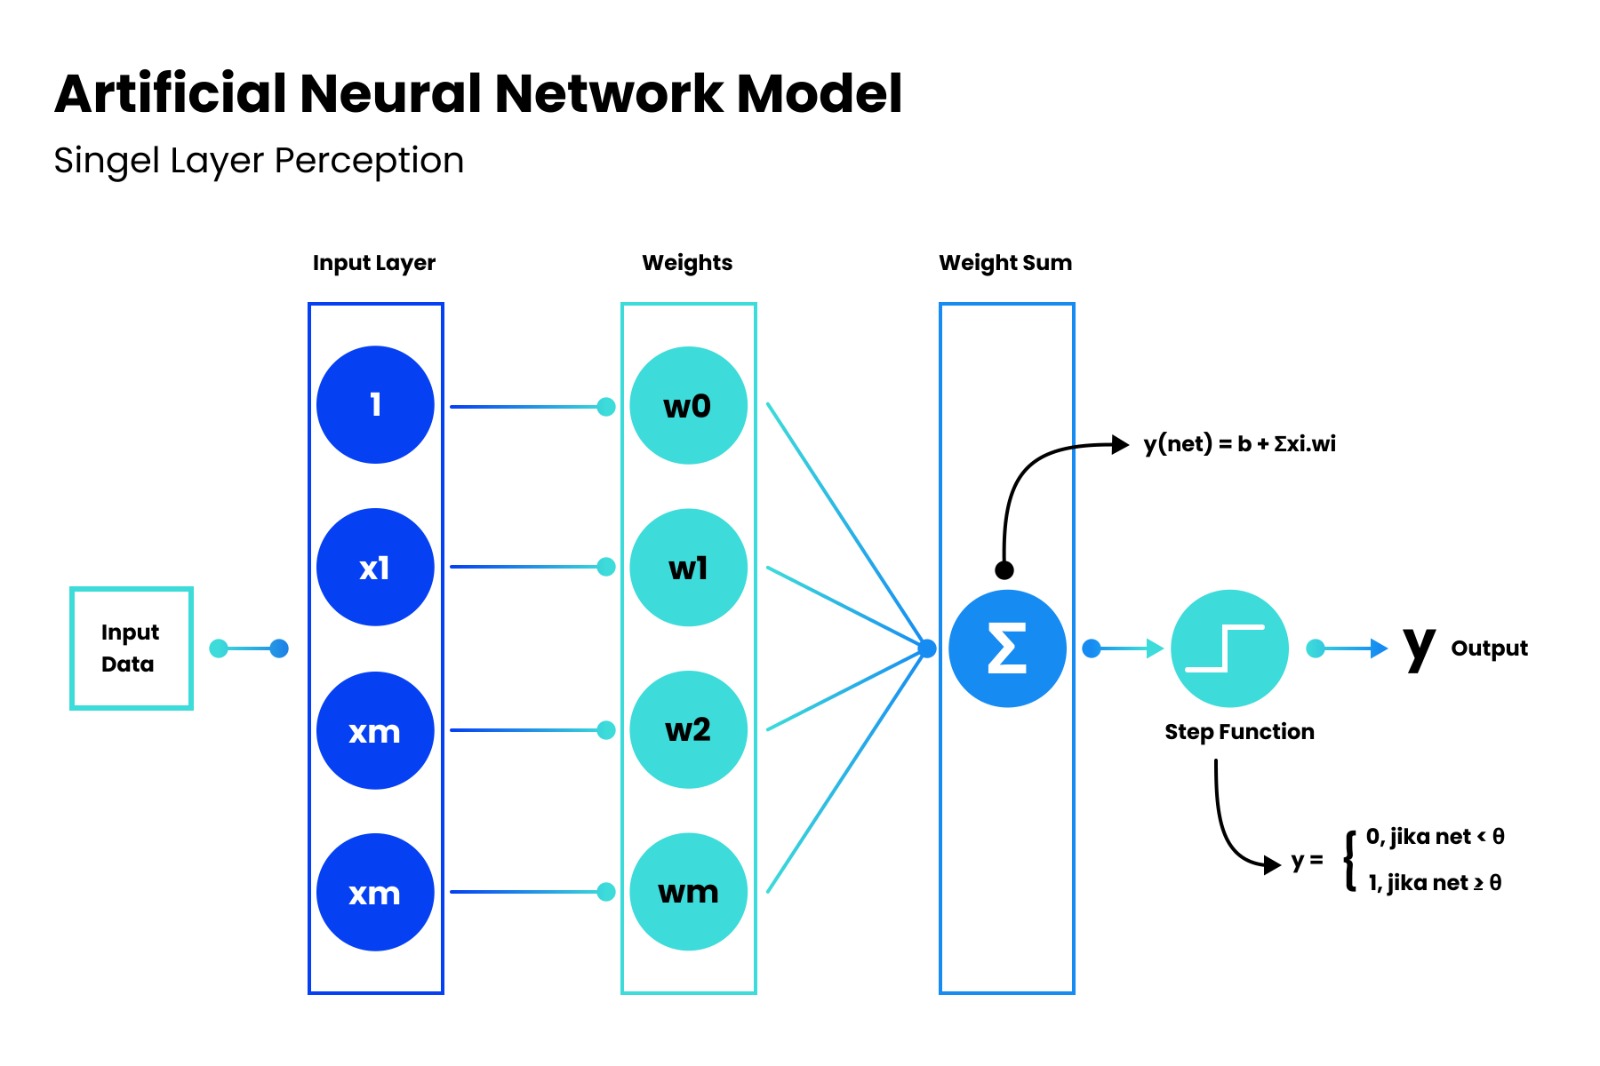 Artificial Neural Network Model
Singel Layer Perception
Input Layer
Weights
Weight Sum
1
w0
y(net) = b + Σxi.wi
x1
w1
Input
Data
Σ
y Output
xm
w2
Step Function
xm
wm
y = { 0, jika net < θ
1, jika net ≥ θ